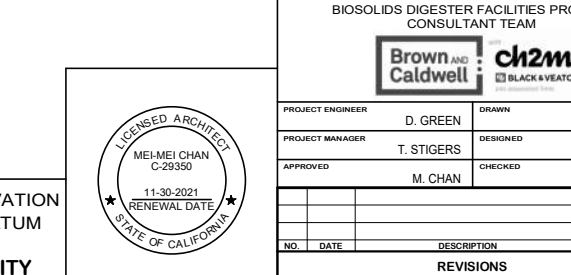 BIOSOLIDS DIGESTER FACILITIES PRO
CONSULTANT TEAM
Brown AND
Caldwell
with
ch2m
BLACK & VEATC
PROJECT ENGINEER
D. GREEN
DRAWN
PROJECT MANAGER
T. STIGERS
DESIGNED
APPROVED
M. CHAN
CHECKED
NO. DATE DESCRIPTION
REVISIONS
LICENSED ARCHITECT
MEI-MEI CHAN
C-29350
11-30-2021
RENEWAL DATE
STATE OF CALIFORNIA
VATION
TUM
ITY